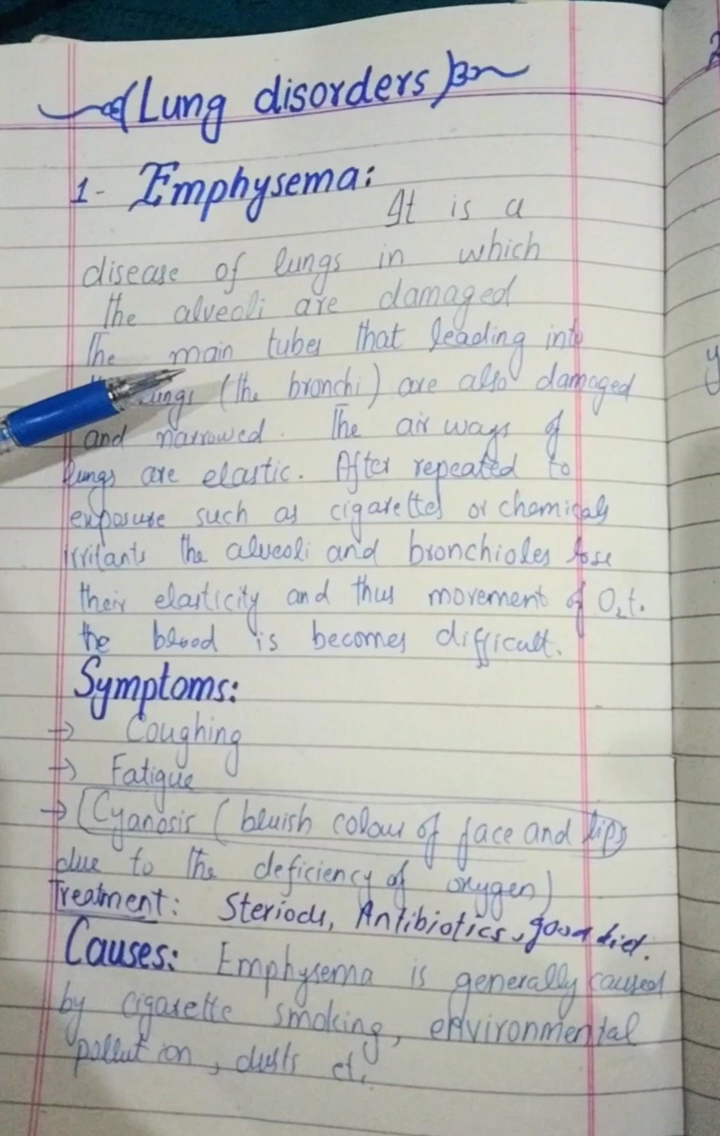 (Lung disorders)
1- Emphysema:
It is a
disease of lungs in which
the alveoli are damaged
The main tubes that leading into
lungs (the bronchi) are also damaged
and narrowed. The air ways of
lungs are elastic. After repeated to
exposure such as cigarettes or chemicals
irritants the alveoli and bronchioles lose
their elasticity and thus movement of O₂ t.
the blood is becomes difficult.
Symptoms:
→ Coughing
→ Fatigue
→ Cyanosis (bluish colour of face and lips
due to the deficiency of oxygen)
Treatment: Steriods, Antibiotics, good diet.
Causes: Emphysema is generally caused
by cigarette smoking, environmental
pollution, dusts et.